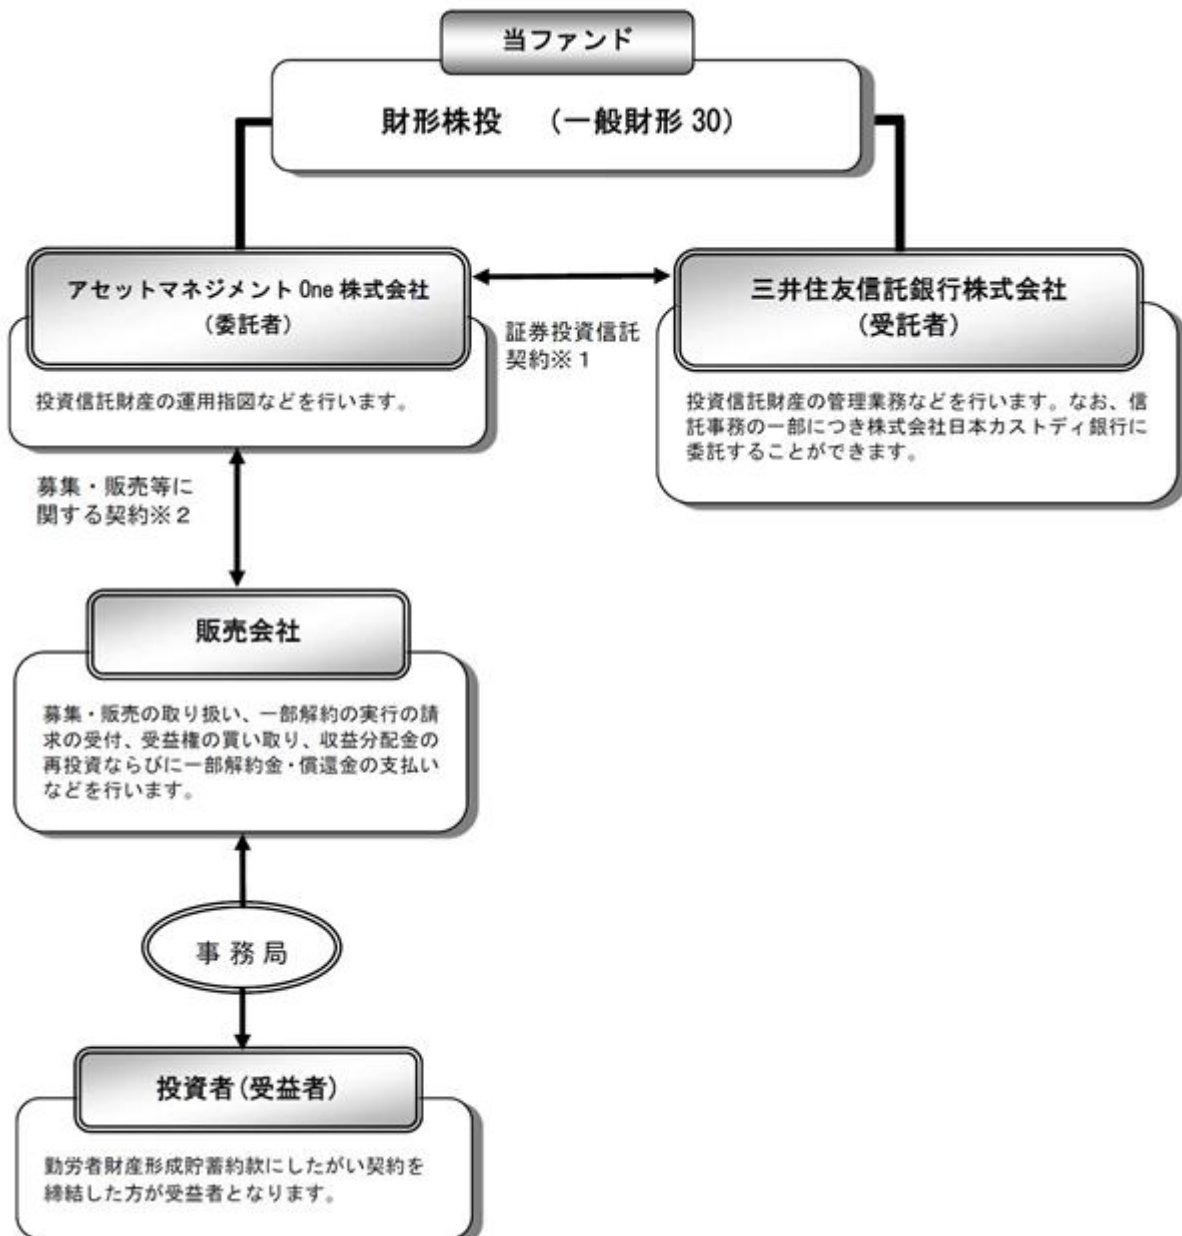 当ファンド
財形株投 (一般財形 30)
アセットマネジメント One 株式会社
(委託者)
投資信託財産の運用指図などを行います。
証券投資信託
契約※1
三井住友信託銀行株式会社
(受託者)
投資信託財産の管理業務などを行います。なお、信
託事務の一部につき株式会社日本カストディ銀行に
委託することができます。
募集・販売等に
関する契約※2
販売会社
募集・販売の取り扱い、一部解約の実行の請
求の受付、受益権の買い取り、収益分配金の
再投資ならびに一部解約金・償還金の支払い
などを行います。
事務局
投資者(受益者)
勤労者財産形成貯蓄約款にしたがい契約を
締結した方が受益者となります。